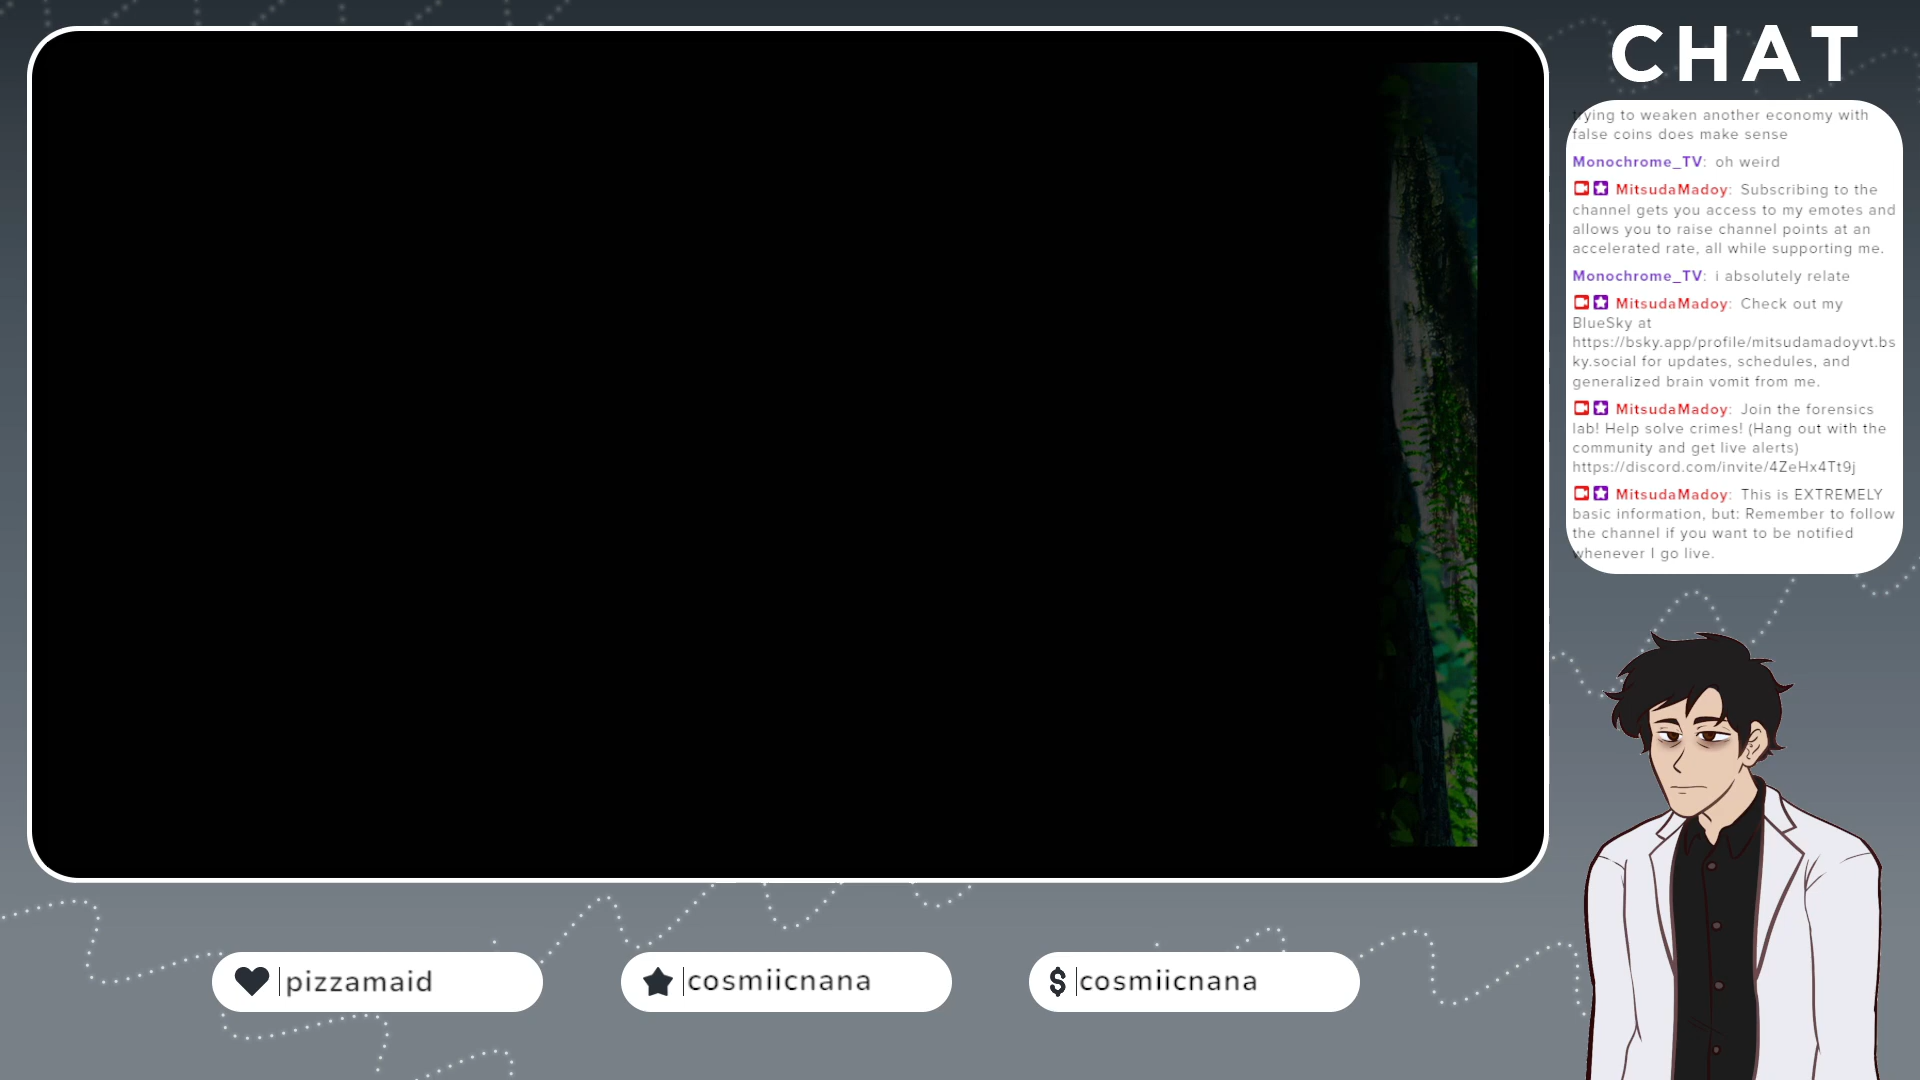 CHAT
trying to weaken another economy with
false coins does make sense
Monochrome_TV: oh weird
MitsudaMadoy: Subscribing to the
channel gets you access to my emotes and
allows you to raise channel points at an
accelerated rate, all while supporting me.
Monochrome_TV: i absolutely relate
MitsudaMadoy: Check out my
BlueSky at
https://bsky.app/profile/mitsudamadoyvt.bs
ky.social for updates, schedules, and
generalized brain vomit from me.
MitsudaMadoy: Join the forensics
lab! Help solve crimes! (Hang out with the
community and get live alerts)
https://discord.com/invite/4ZeHx4Tt9j
MitsudaMadoy: This is EXTREMELY
basic information, but: Remember to follow
the channel if you want to be notified
whenever I go live.
pizzamaid
cosmiicnana
$ cosmiicnana